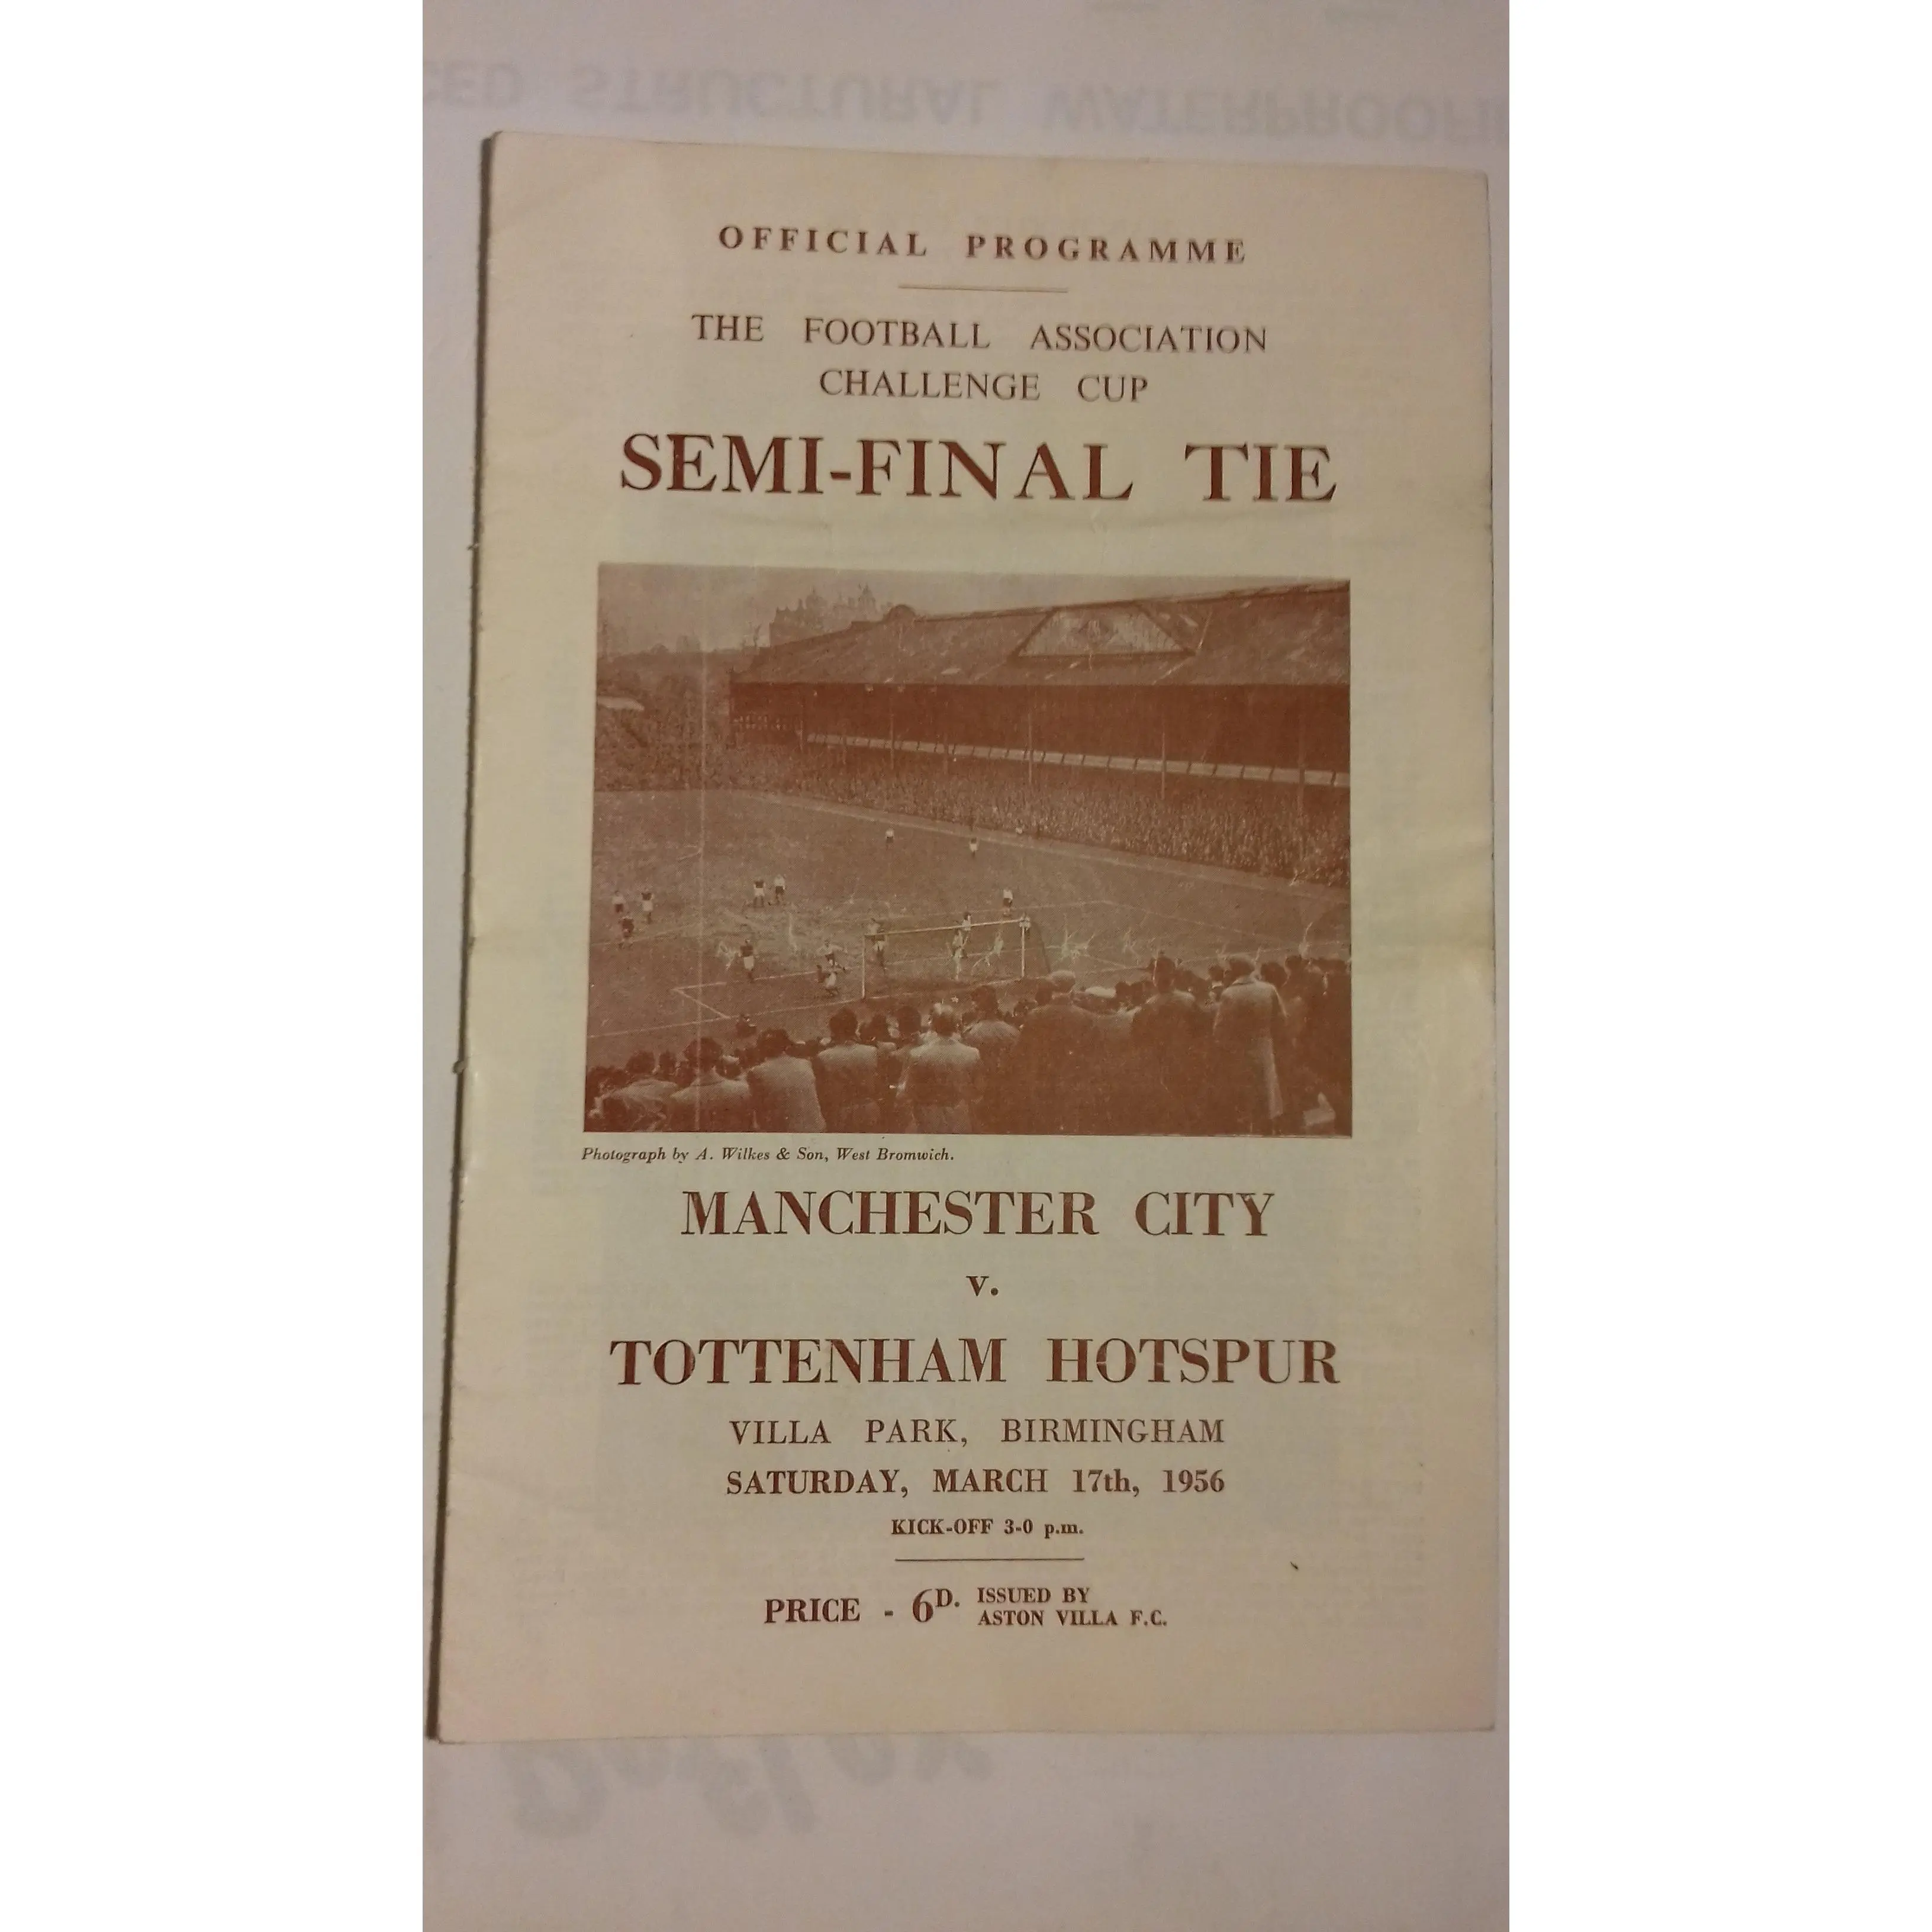 OFFICIAL PROGRAMME
THE FOOTBALL ASSOCIATION
CHALLENGE CUP
SEMI-FINAL TIE
Photograph by A. Wilkes & Son, West Bromwich.
MANCHESTER CITY
v.
TOTTENHAM HOTSPUR
VILLA PARK, BIRMINGHAM
SATURDAY, MARCH 17th, 1956
KICK-OFF 3-0 p.m.
PRICE - 6D. ISSUED BY
ASTON VILLA F.C.